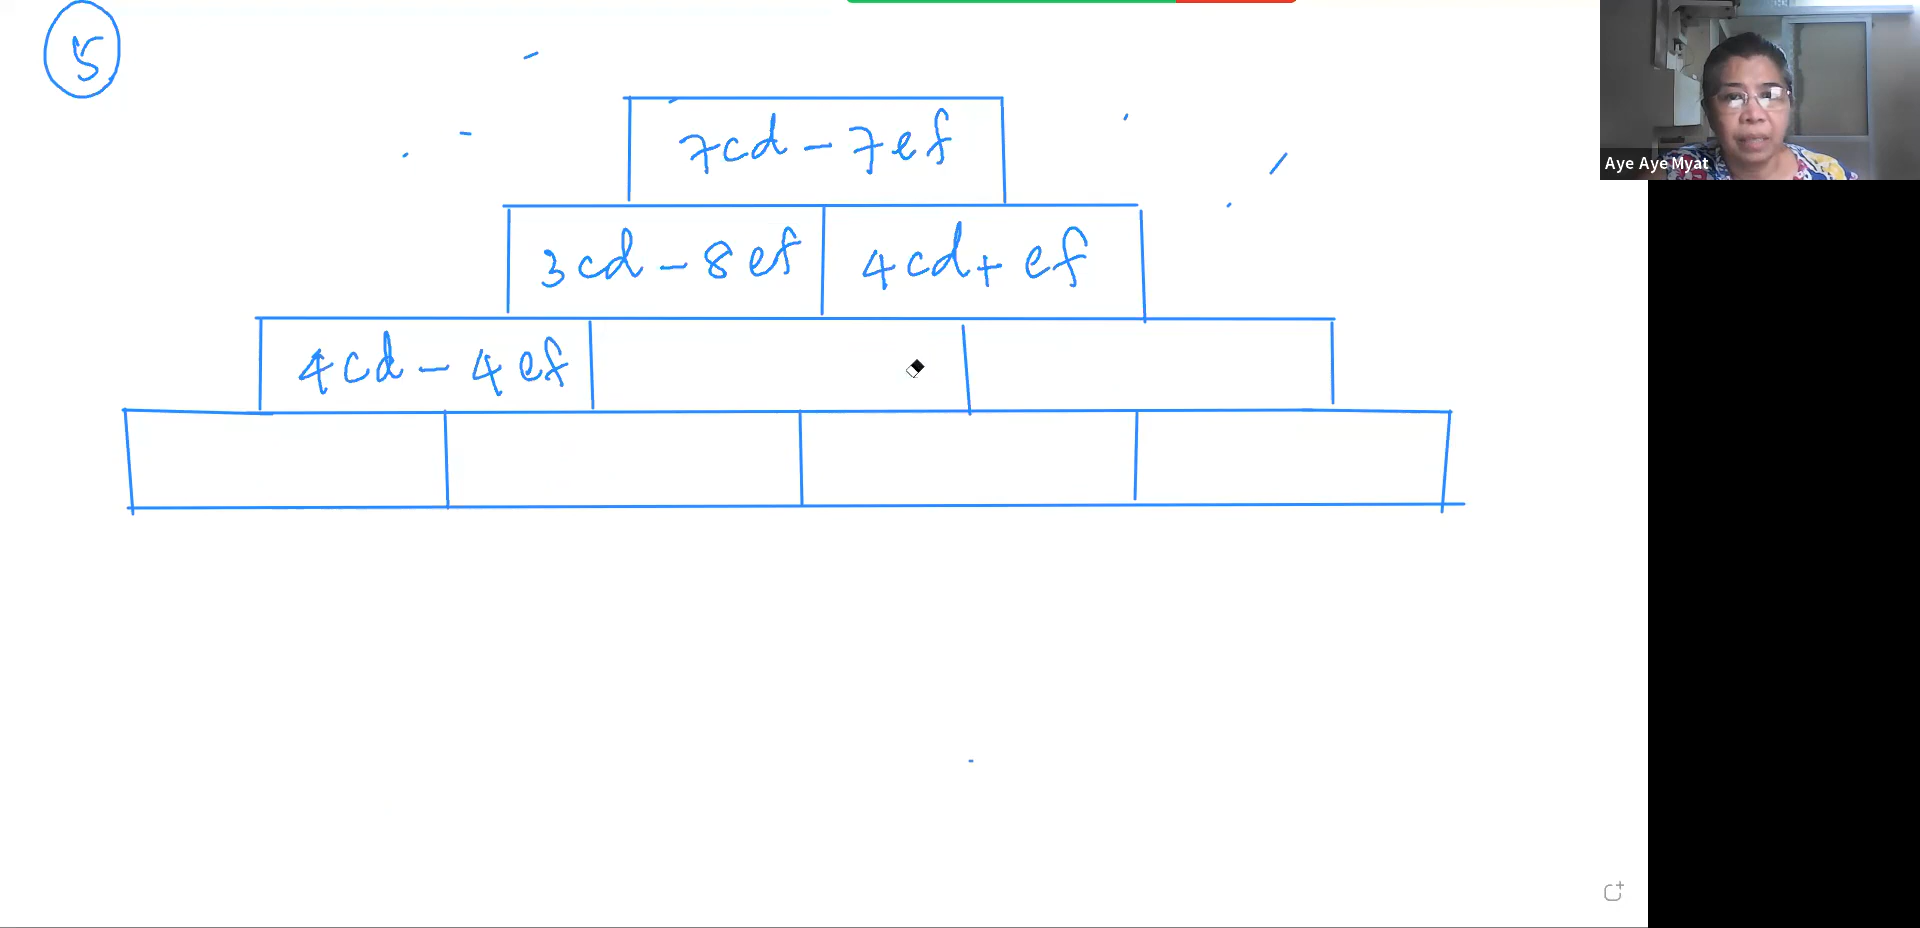 5
7cd - 7ef
Aye Aye Myat
3cd - 8ef 4cd + ef
4cd - 4ef